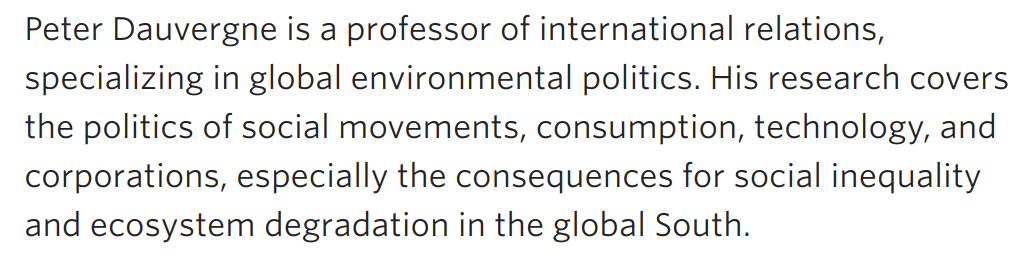 Peter Dauvergne is a professor of international relations,
specializing in global environmental politics. His research covers
the politics of social movements, consumption, technology, and
corporations, especially the consequences for social inequality
and ecosystem degradation in the global South.